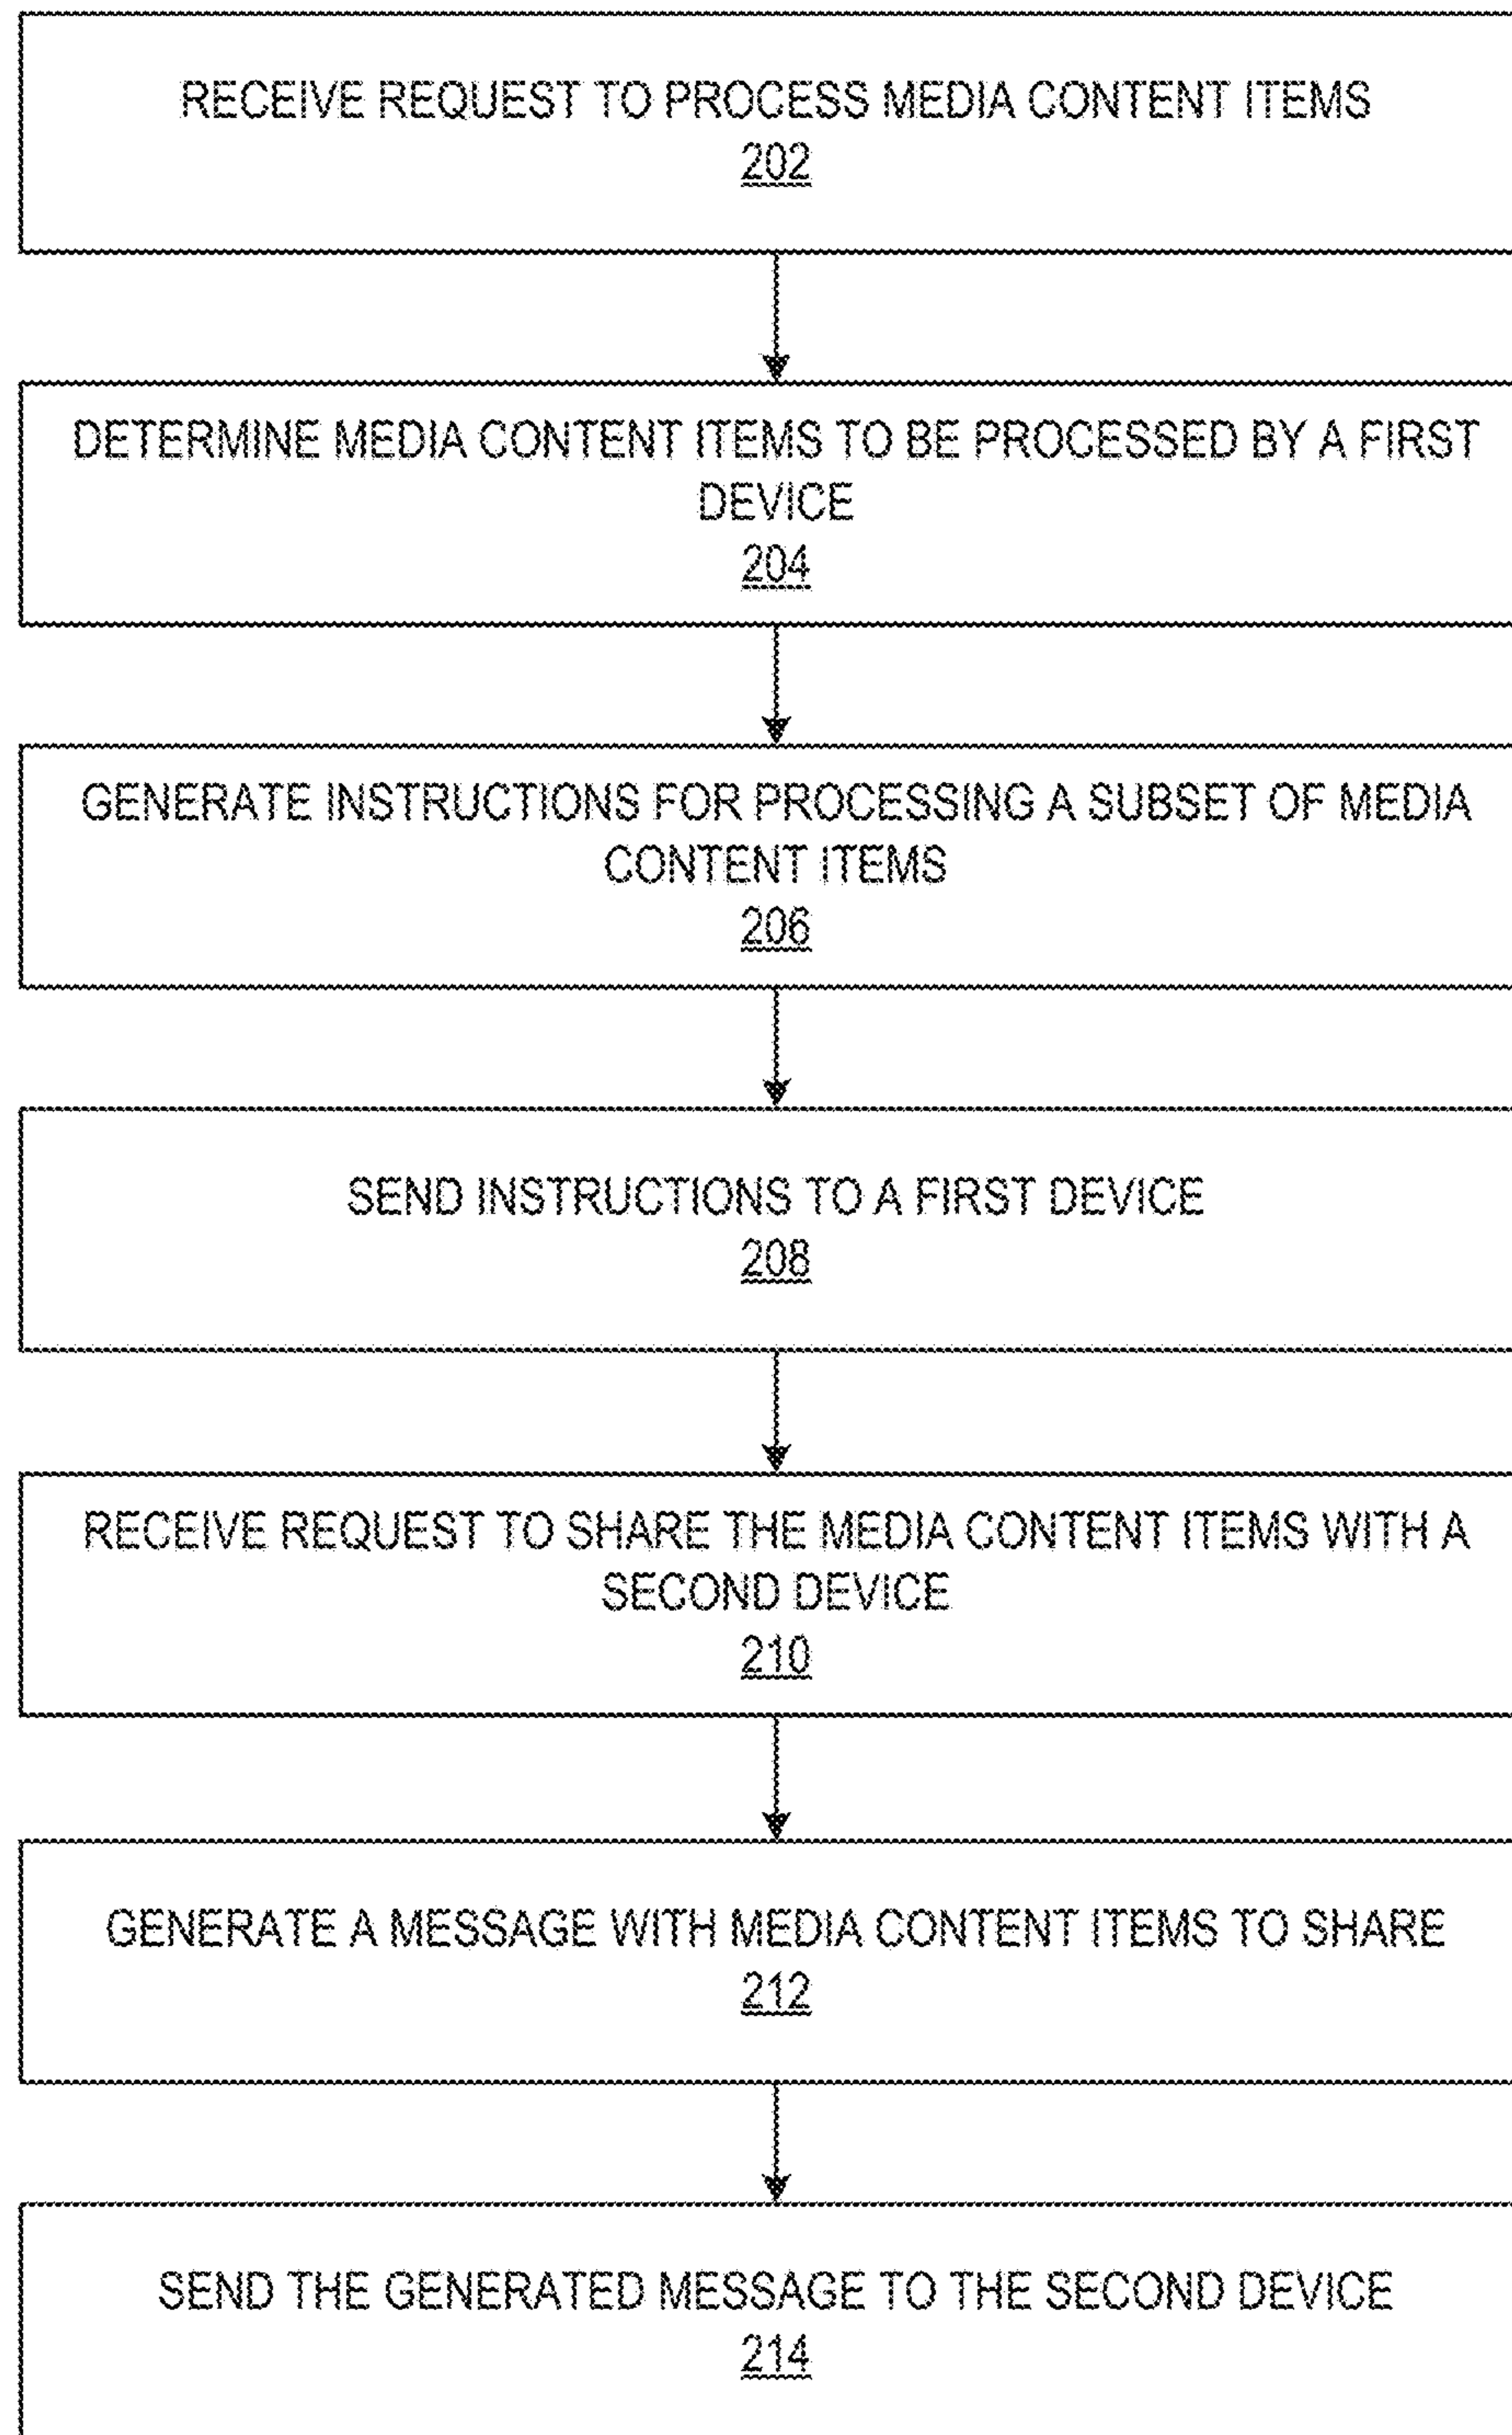 RECEIVE REQUEST TO PROCESS MEDIA CONTENT ITEMS
202
DETERMINE MEDIA CONTENT ITEMS TO BE PROCESSED BY A FIRST
DEVICE
204
GENERATE INSTRUCTIONS FOR PROCESSING A SUBSET OF MEDIA
CONTENT ITEMS
206
SEND INSTRUCTIONS TO A FIRST DEVICE
208
RECEIVE REQUEST TO SHARE THE MEDIA CONTENT ITEMS WITH A
SECOND DEVICE
210
GENERATE A MESSAGE WITH MEDIA CONTENT ITEMS TO SHARE
212
SEND THE GENERATED MESSAGE TO THE SECOND DEVICE
214